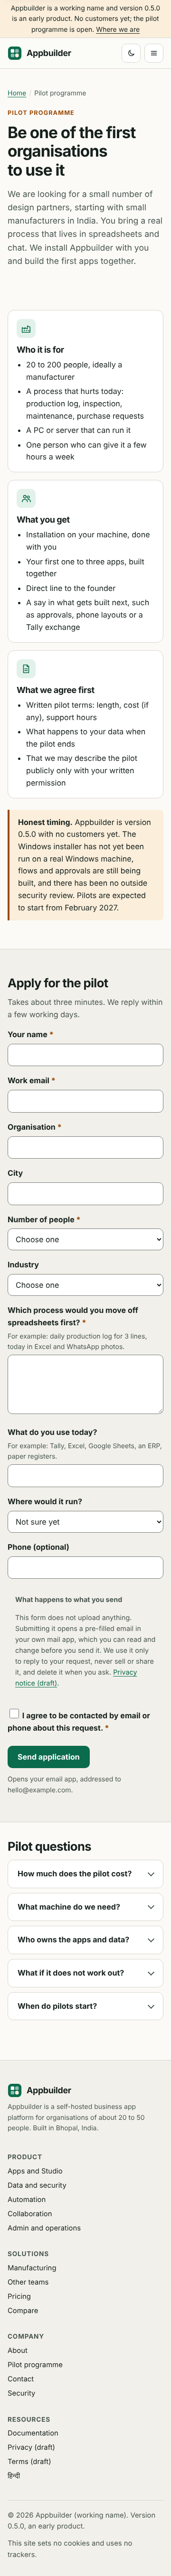 Appbuilder is a working name and version 0.5.0
is an early product. No customers yet; the pilot
programme is open. Where we are
Appbuilder
Home / Pilot programme
PILOT PROGRAMME
Be one of the first
organisations
to use it
We are looking for a small number of
design partners, starting with small
manufacturers in India. You bring a real
process that lives in spreadsheets and
chat. We install Appbuilder with you and
build the first apps together.
Who it is for
• 20 to 200 people, ideally a
manufacturer
• A process that hurts today:
production log, inspection,
maintenance, purchase requests
• A PC or server that can run it
• One person who can give it a few
hours a week
What you get
• Installation on your machine, done
with you
• Your first one to three apps, built
together
• Direct line to the founder
• A say in what gets built next, such
as approvals, phone layouts or a
Tally exchange
What we agree first
• Written pilot terms: length, cost (if
any), support hours
• What happens to your data when
the pilot ends
• That we may describe the pilot
publicly only with your written
permission
Honest timing. Appbuilder is version
0.5.0 with no customers yet. The
Windows installer has not yet been
run on a real Windows machine,
flows and approvals are still being
built, and there has been no outside
security review. Pilots are expected
to start from February 2027.
Apply for the pilot
Takes about three minutes. We reply within
a few working days.
Your name *
Work email *
Organisation *
City
Number of people *
Choose one
Industry
Choose one
Which process would you move off
spreadsheets first? *
For example: daily production log for 3 lines,
today in Excel and WhatsApp photos.
What do you use today?
For example: Tally, Excel, Google Sheets, an ERP,
paper registers.
Where would it run?
Not sure yet
Phone (optional)
What happens to what you send
This form does not upload anything.
Submitting it opens a pre-filled email in
your own mail app, which you can read and
change before you send it. We use it only
to reply to your request, never sell or share
it, and delete it when you ask. Privacy
notice (draft).
I agree to be contacted by email or
phone about this request. *
Send application
Opens your email app, addressed to
hello@example.com.
Pilot questions
How much does the pilot cost?
What machine do we need?
Who owns the apps and data?
What if it does not work out?
When do pilots start?
Appbuilder
Appbuilder is a self-hosted business app
platform for organisations of about 20 to 50
people. Built in Bhopal, India.
PRODUCT
Apps and Studio
Data and security
Automation
Collaboration
Admin and operations
SOLUTIONS
Manufacturing
Other teams
Pricing
Compare
COMPANY
About
Pilot programme
Contact
Security
RESOURCES
Documentation
Privacy (draft)
Terms (draft)
हिन्दी
© 2026 Appbuilder (working name). Version
0.5.0, an early product.
This site sets no cookies and uses no
trackers.